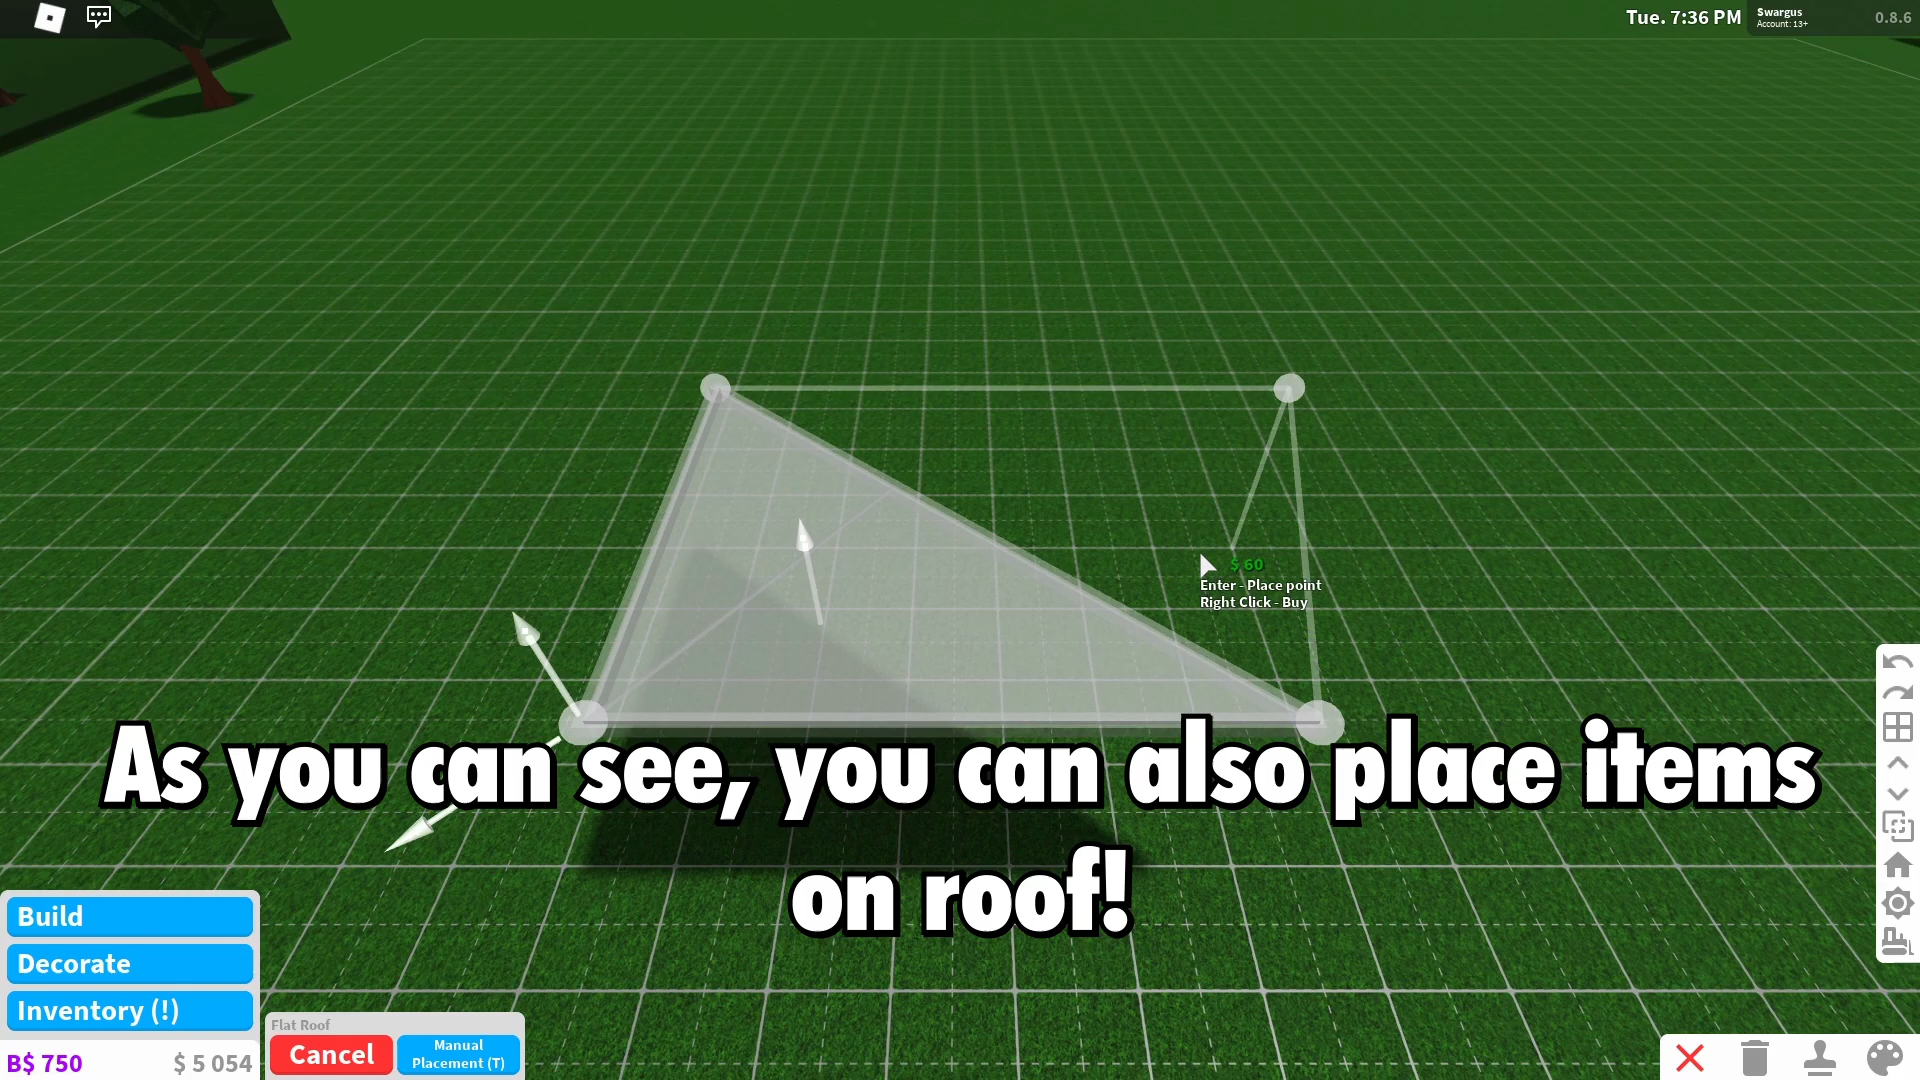 Tue. 7:36 PM
Swargus
Account: 13+
0.8.6
$ 60
Enter - Place point
Right Click - Buy
As you can see, you can also place items
on roof!
Build
Decorate
Inventory (!)
B$ 750
$ 5 054
Flat Roof
Cancel
Manual
Placement (T)